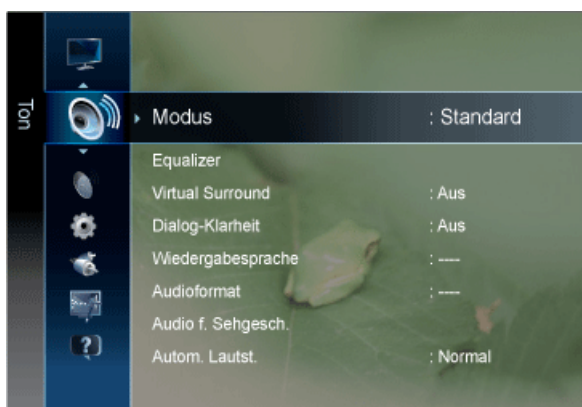 Ton
Modus : Standard
Equalizer
Virtual Surround : Aus
Dialog-Klarheit : Aus
Wiedergabesprache : ----
Audioformat : ----
Audio f. Sehgesch.
Autom. Lautst. : Normal